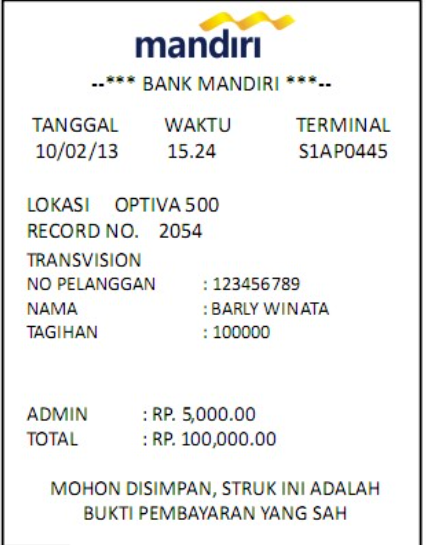 mandırı
--*** BANK MANDIRI ***--
TANGGAL WAKTU TERMINAL
10/02/13 15.24 S1AP0445
LOKASI OPTIVA 500
RECORD NO. 2054
TRANSVISION
NO PELANGGAN : 123456789
NAMA : BARLY WINATA
TAGIHAN : 100000
ADMIN : RP. 5,000.00
TOTAL : RP. 100,000.00
MOHON DISIMPAN, STRUK INI ADALAH
BUKTI PEMBAYARAN YANG SAH